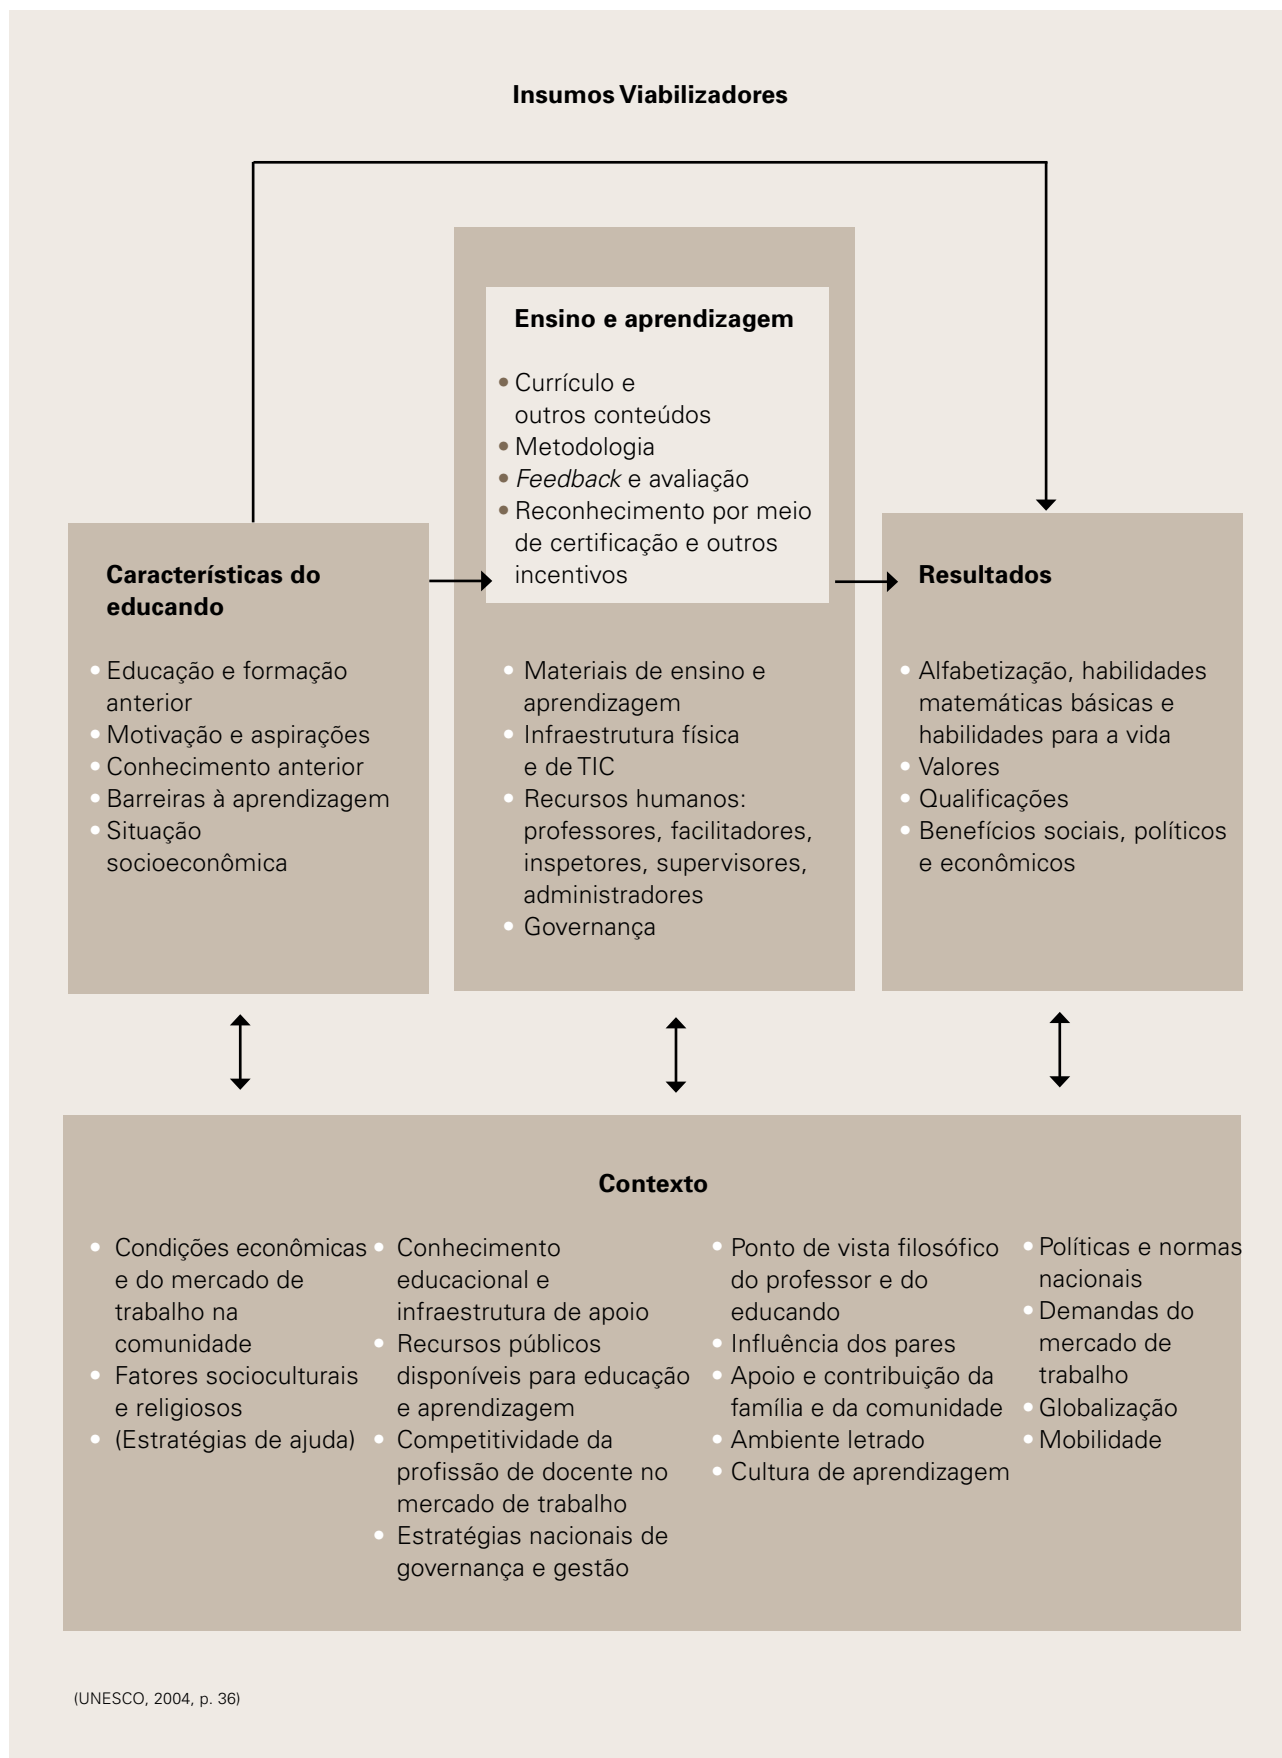 Insumos Viabilizadores
Ensino e aprendizagem
• Currículo e
outros conteúdos
• Metodologia
• Feedback e avaliação
• Reconhecimento por meio
de certificação e outros
incentivos
Características do
educando
• Educação e formação
anterior
• Motivação e aspirações
• Conhecimento anterior
• Barreiras à aprendizagem
• Situação
socioeconômica
• Materiais de ensino e
aprendizagem
• Infraestrutura física
e de TIC
• Recursos humanos:
professores, facilitadores,
inspetores, supervisores,
administradores
• Governança
Resultados
• Alfabetização, habilidades
matemáticas básicas e
habilidades para a vida
• Valores
• Qualificações
• Benefícios sociais, políticos
e econômicos
Contexto
• Condições econômicas
e do mercado de
trabalho na
comunidade
• Fatores socioculturais
e religiosos
• (Estratégias de ajuda)
• Conhecimento
educacional e
infraestrutura de apoio
• Recursos públicos
disponíveis para educação
e aprendizagem
• Competitividade da
profissão de docente no
mercado de trabalho
• Estratégias nacionais de
governança e gestão
• Ponto de vista filosófico
do professor e do
educando
• Influência dos pares
• Apoio e contribuição da
família e da comunidade
• Ambiente letrado
• Cultura de aprendizagem
• Políticas e normas
nacionais
• Demandas do
mercado de
trabalho
• Globalização
• Mobilidade
(UNESCO, 2004, p. 36)